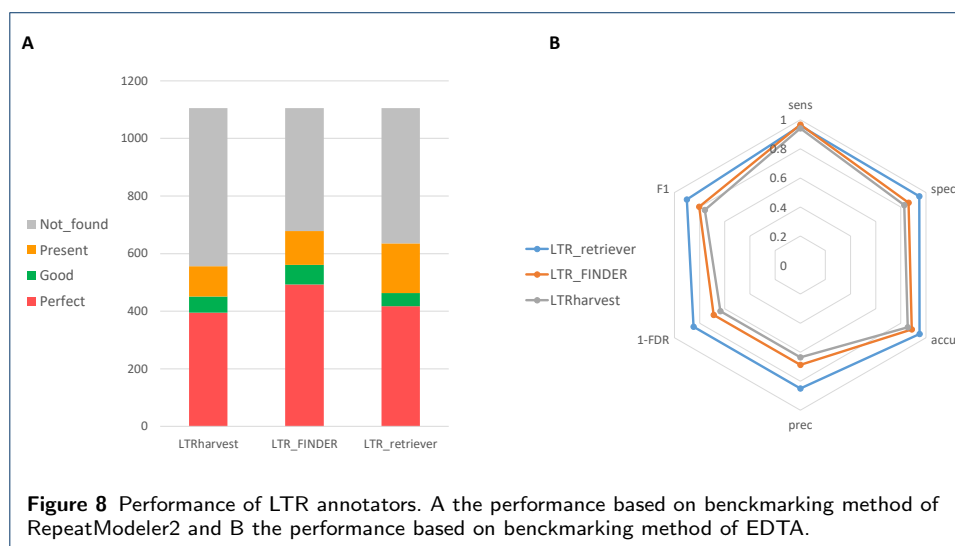 A
1200
1000
800
600
400
200
0
Not_found
Present
Good
Perfect
LTRharvest
LTR_FINDER
LTR_retriever
B
sens
1
0.8
0.6
0.4
0.2
0
spec
accu
prec
1-FDR
F1
LTR_retriever
LTR_FINDER
LTRharvest
Figure 8 Performance of LTR annotators. A the performance based on benckmarking method of
RepeatModeler2 and B the performance based on benckmarking method of EDTA.